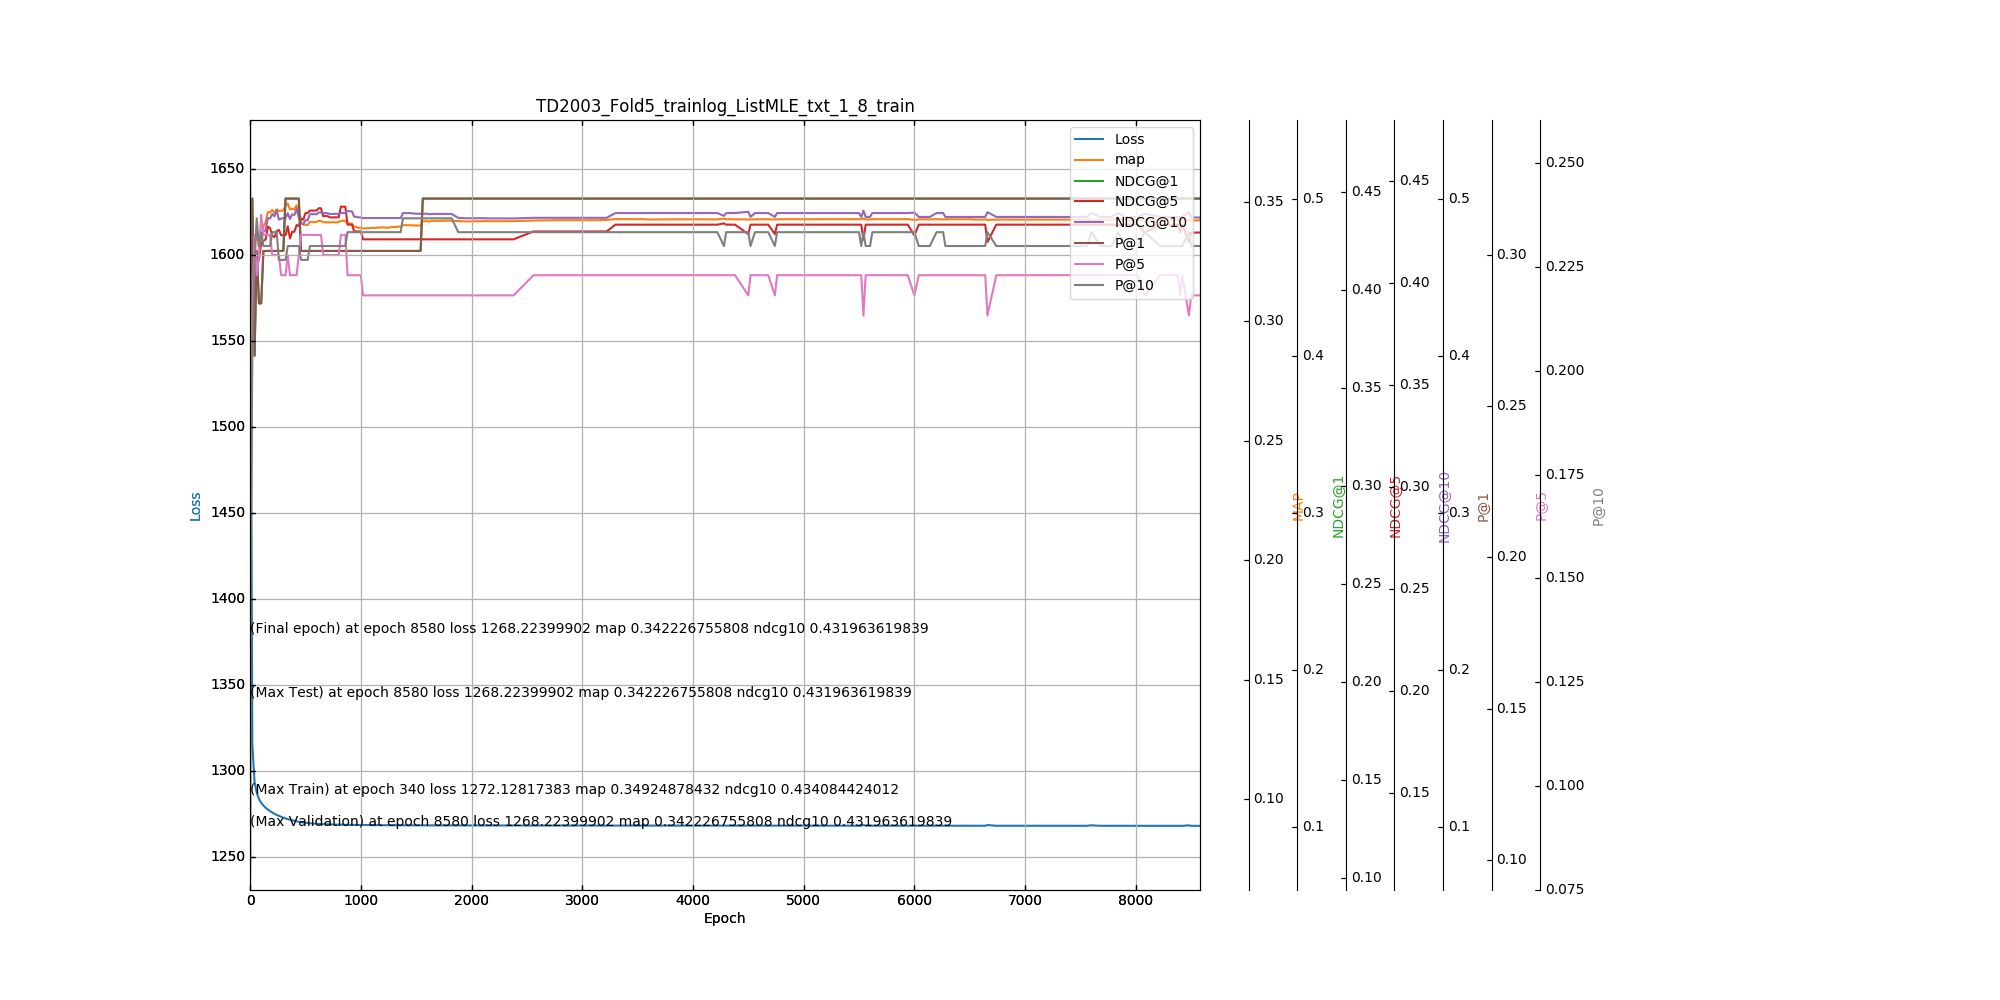 TD2003_Fold5_trainlog_ListMLE_txt_1_8_train
Loss
map
NDCG@1
NDCG@5
NDCG@10
P@1
P@5
P@10
1650
1600
1550
1500
1450
1400
1350
1300
1250
Loss
(Final epoch) at epoch 8580 loss 1268.22399902 map 0.342226755808 ndcg10 0.431963619839
(Max Test) at epoch 8580 loss 1268.22399902 map 0.342226755808 ndcg10 0.431963619839
(Max Train) at epoch 340 loss 1272.12817383 map 0.34924878432 ndcg10 0.434084424012
(Max Validation) at epoch 8580 loss 1268.22399902 map 0.342226755808 ndcg10 0.431963619839
0 1000 2000 3000 4000 5000 6000 7000 8000
Epoch
0.35
0.30
0.25
0.20
0.15
0.10
MAP
0.5
0.4
0.3
0.2
0.1
NDCG@1
0.45
0.40
0.35
0.30
0.25
0.20
0.15
0.10
NDCG@5
0.45
0.40
0.35
0.30
0.25
0.20
0.15
NDCG@10
0.5
0.4
0.3
0.2
0.1
P@1
0.30
0.25
0.20
0.15
0.10
P@5
0.250
0.225
0.200
0.175
0.150
0.125
0.100
0.075
P@10